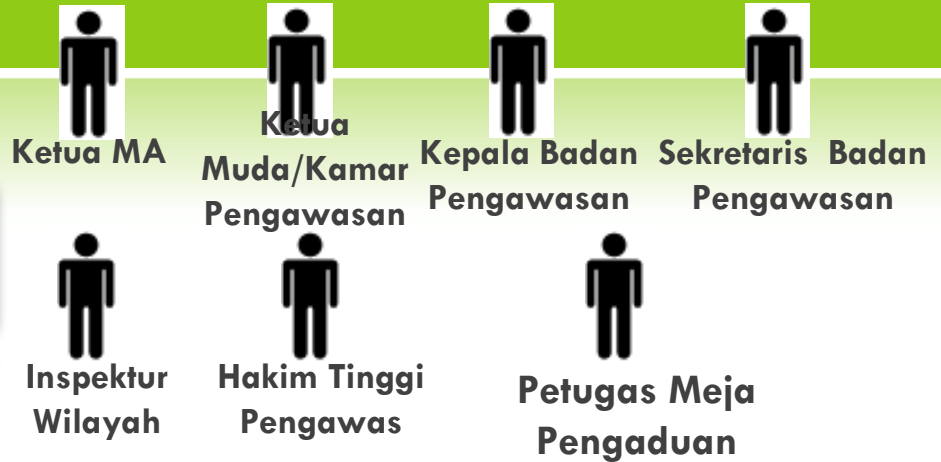 Ketua MA
Ketua
Muda/Kamar
Pengawasan
Kepala Badan
Pengawasan
Sekretaris Badan
Pengawasan
Inspektur
Wilayah
Hakim Tinggi
Pengawas
Petugas Meja
Pengaduan